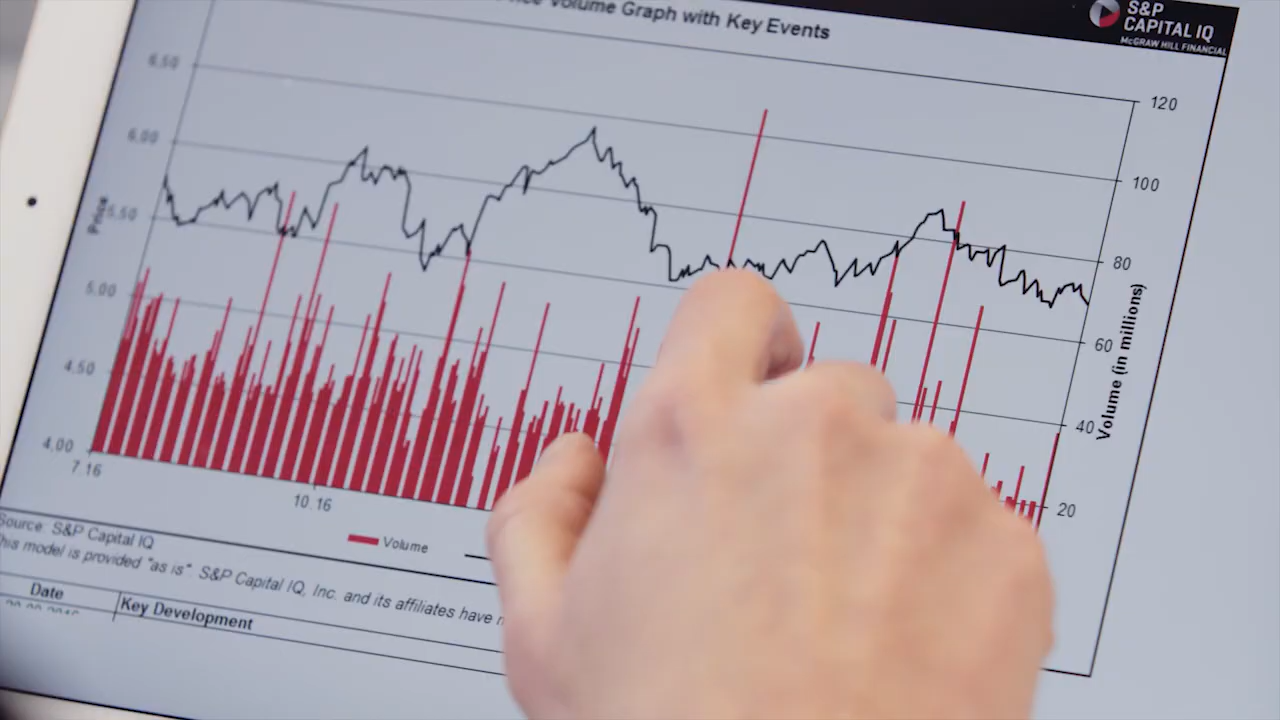 Volume Graph with Key Events
S&P
CAPITAL IQ
McGRAW HILL FINANCIAL
6.50
6.00
5.50
5.00
4.50
4.00
Price
120
100
80
60
40
20
Volume (in millions)
7.16
10.16
Volume
Source: S&P Capital IQ
This model is provided "as is". S&P Capital IQ, Inc. and its affiliates have
Date
Key Development